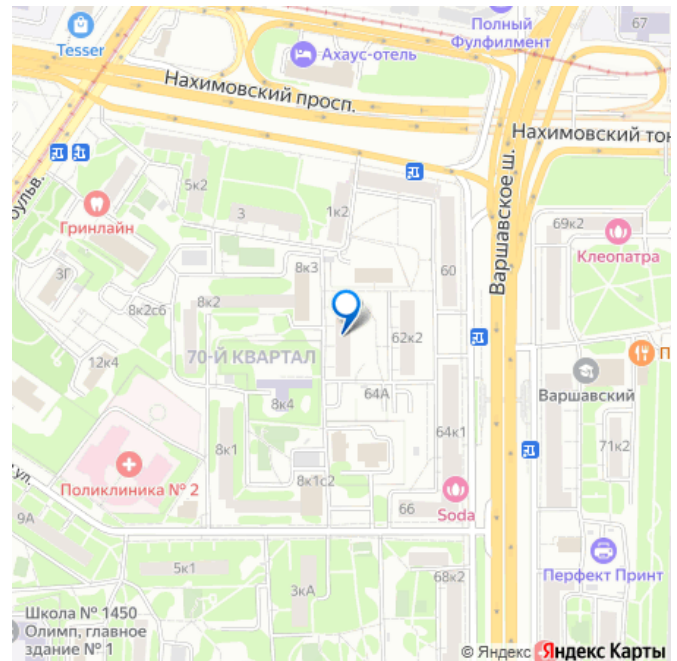 67
Полный
Фулфилмент
Tesser
Ахаус-отель
Нахимовский просп.
Нахимовский тон
Варшавское ш.
ульв.
5к2
Гринлайн
3
1к2
69к2
Клеопатра
3Г
8к3
60
8к2с6
8к2
70-Й КВАРТАЛ
62к2
12к4
П
Варшавский
8к4
64А
64к1
71к2
8к1
Поликлиника № 2
8к1с2
ул.
Soda
66
9А
5к1
68к2
Перфект Принт
3кА
Школа № 1450
Олимп, главное
здание № 1
© Яндекс
Яндекс Карты